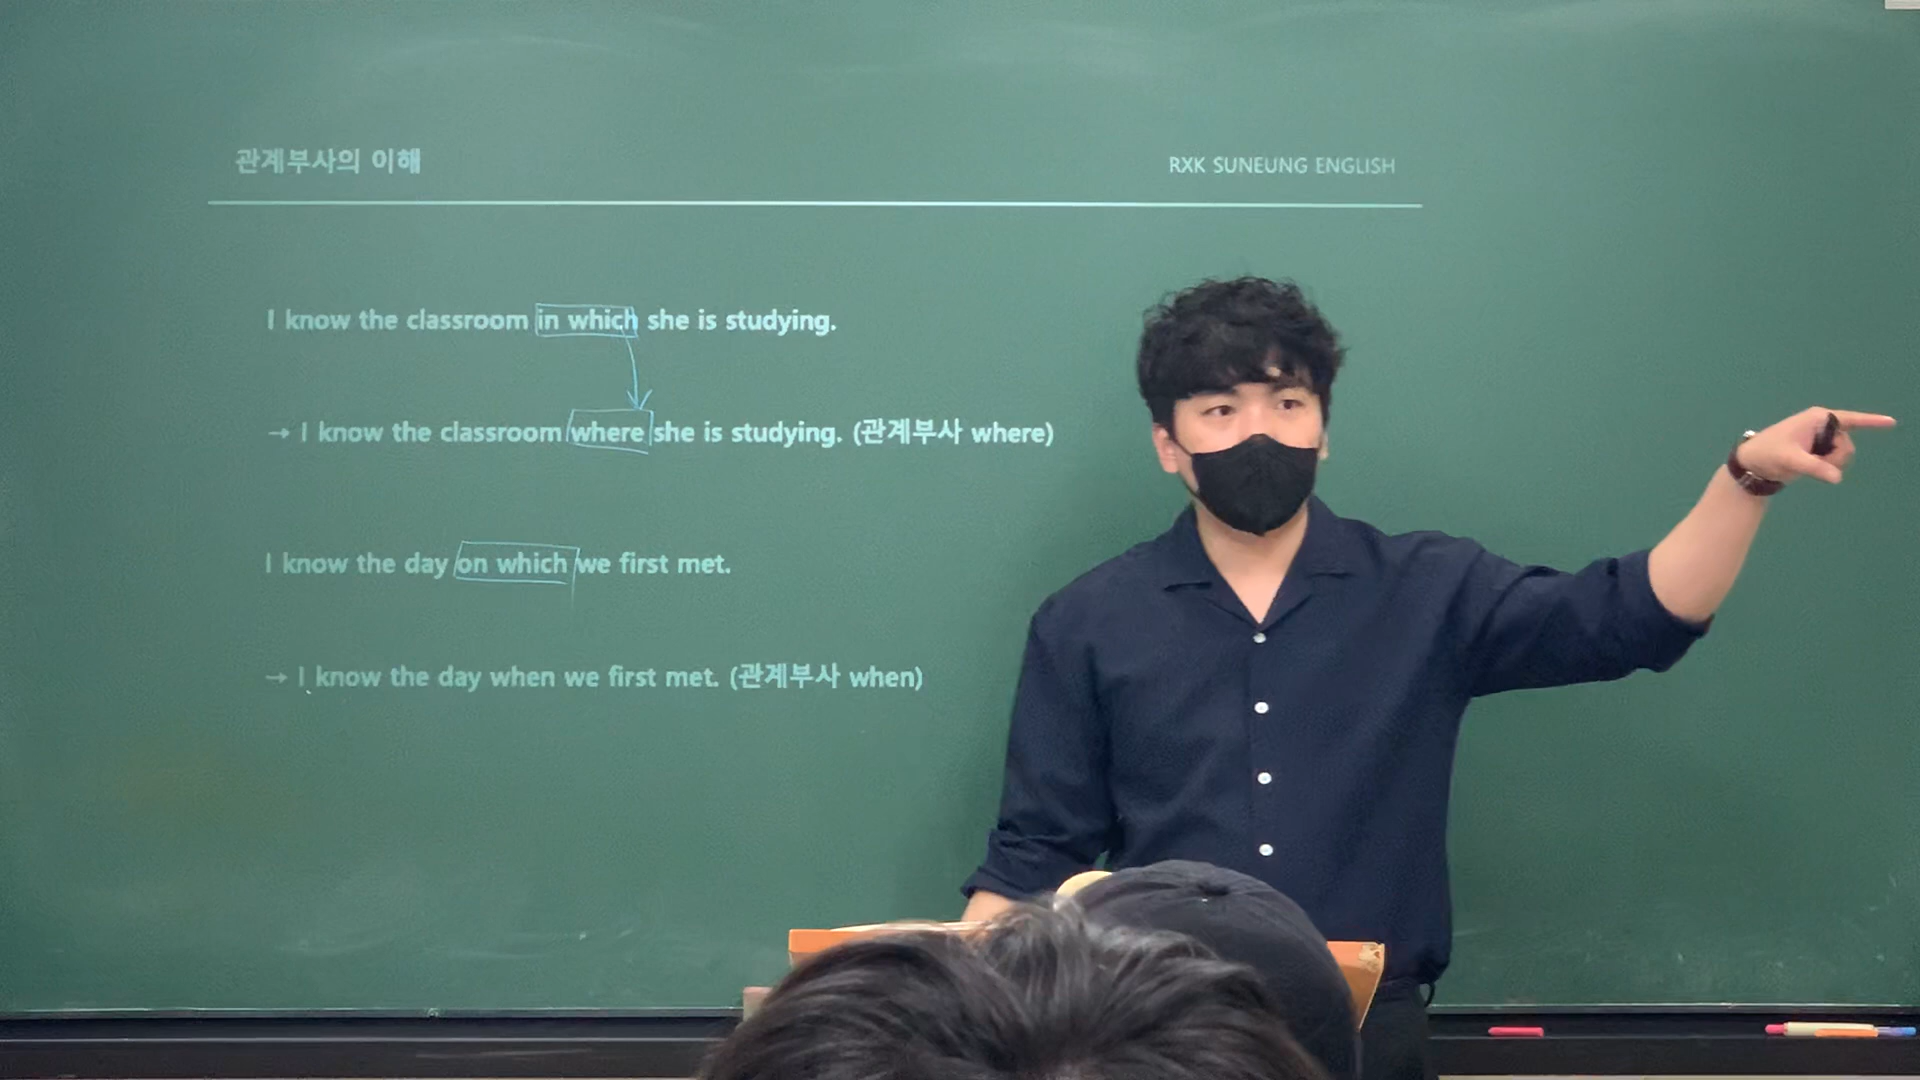 관계부사의 이해
RXK SUNEUNG ENGLISH
I know the classroom in which she is studying.
→ I know the classroom where she is studying. (관계부사 where)
I know the day on which we first met.
→ I know the day when we first met. (관계부사 when)